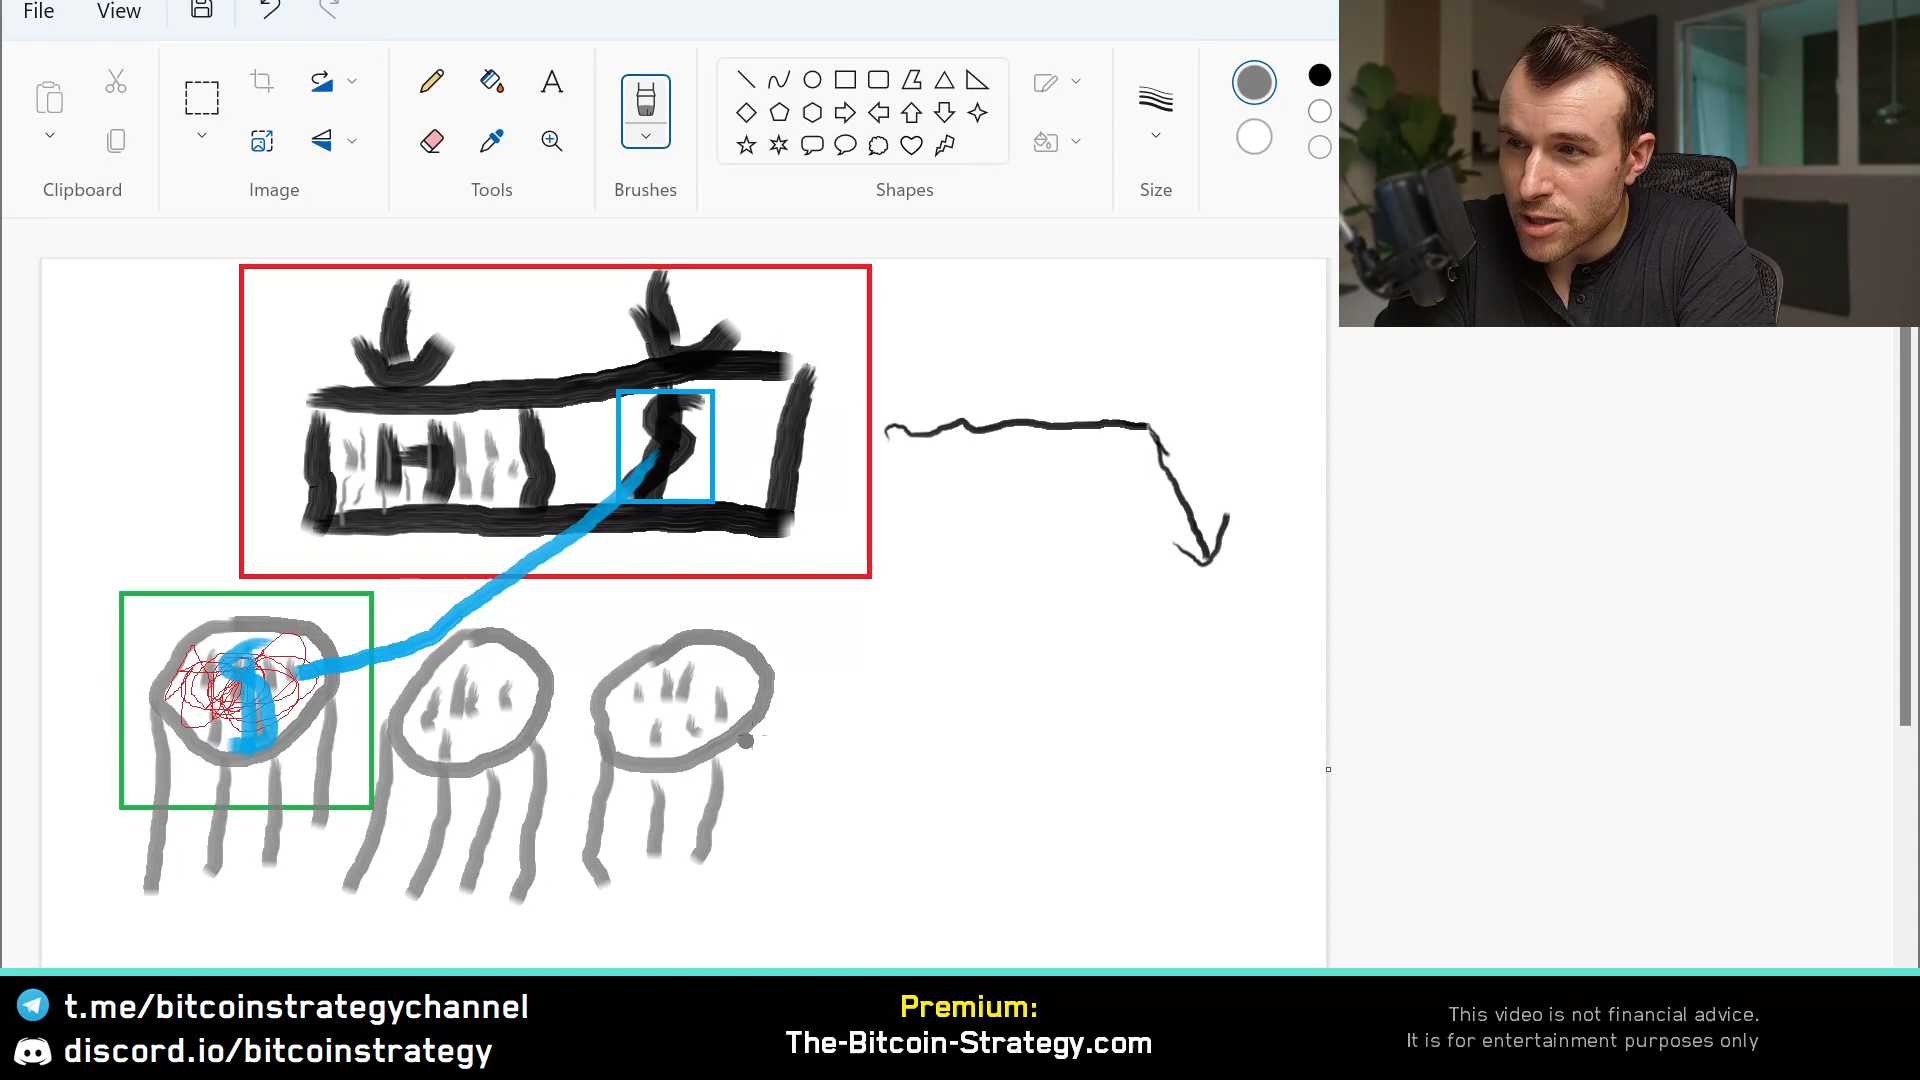 File View
Clipboard Image Tools Brushes Shapes Size
H
t.me/bitcoinstrategychannel
discord.io/bitcoinstrategy
Premium:
The-Bitcoin-Strategy.com
This video is not financial advice.
It is for entertainment purposes only